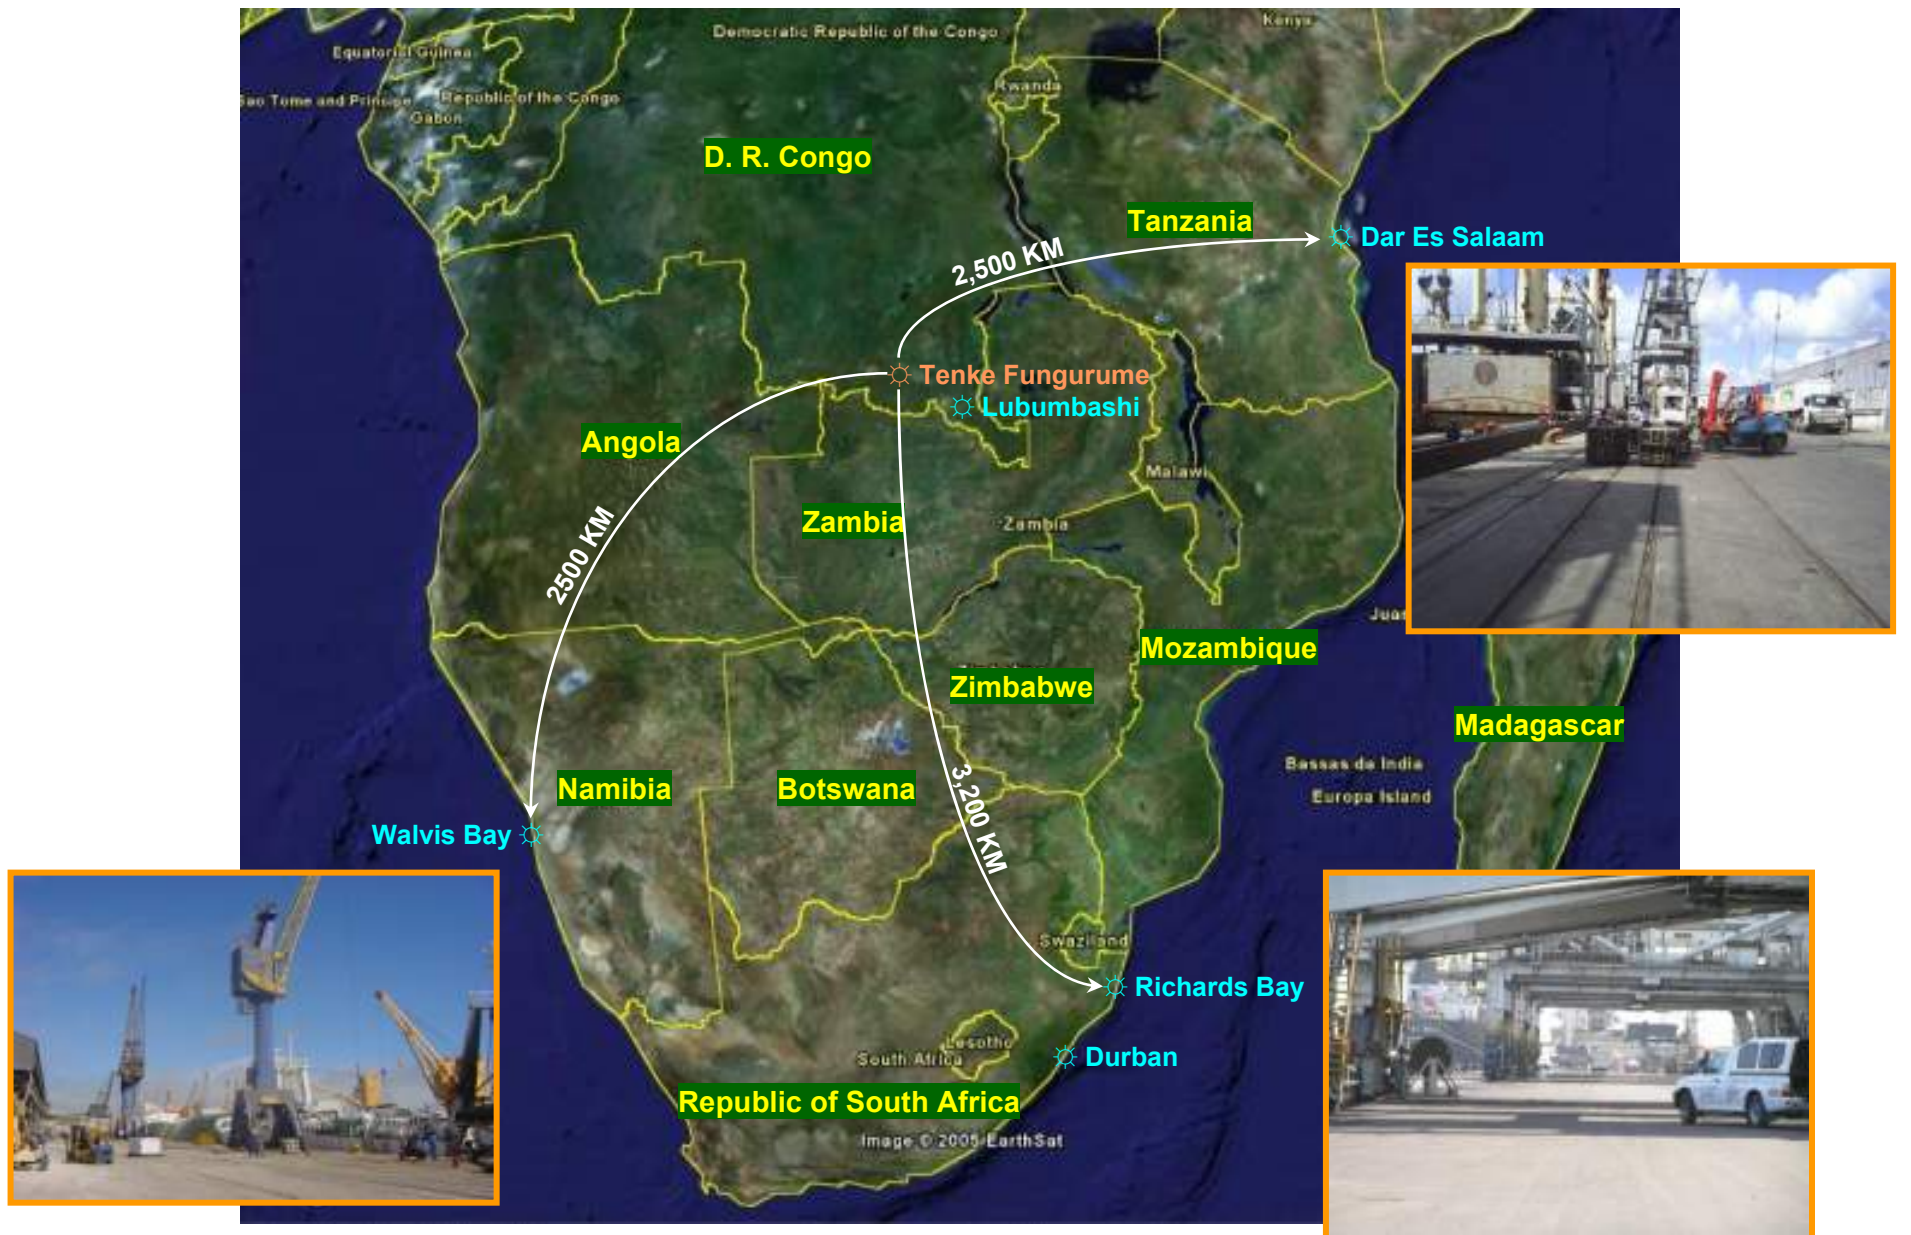 Kenya
Democratic Republic of the Congo
Equatorial Guinea
Rwanda
Sao Tome and Principe
Republic of the Congo
Gabon
D. R. Congo
Tanzania
Dar Es Salaam
2,500 KM
Tenke Fungurume
Lubumbashi
Angola
Malawi
Zambia
Zambia
2500 KM
Juan
Mozambique
Zimbabwe
Madagascar
Bassas da India
Europa Island
Namibia
Botswana
3,200 KM
Walvis Bay
Swaziland
Richards Bay
Lesotho
South Africa
Durban
Republic of South Africa
Image © 2005 EarthSat